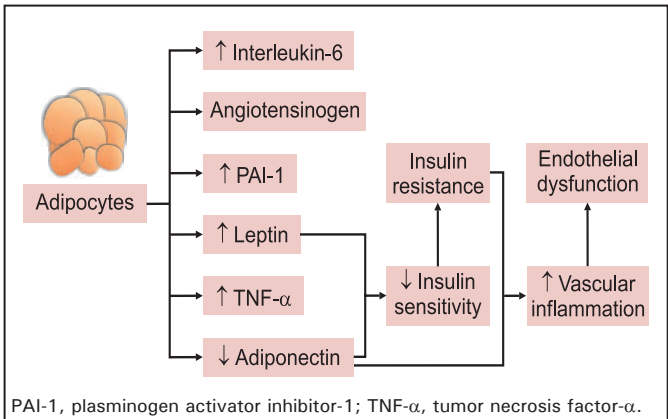 ↑ Interleukin-6
Angiotensinogen
↑ PAI-1
Adipocytes
↑ Leptin
↑ TNF-α
↓ Adiponectin
Insulin
resistance
↓ Insulin
sensitivity
Endothelial
dysfunction
↑ Vascular
inflammation
PAI-1, plasminogen activator inhibitor-1; TNF-α, tumor necrosis factor-α.